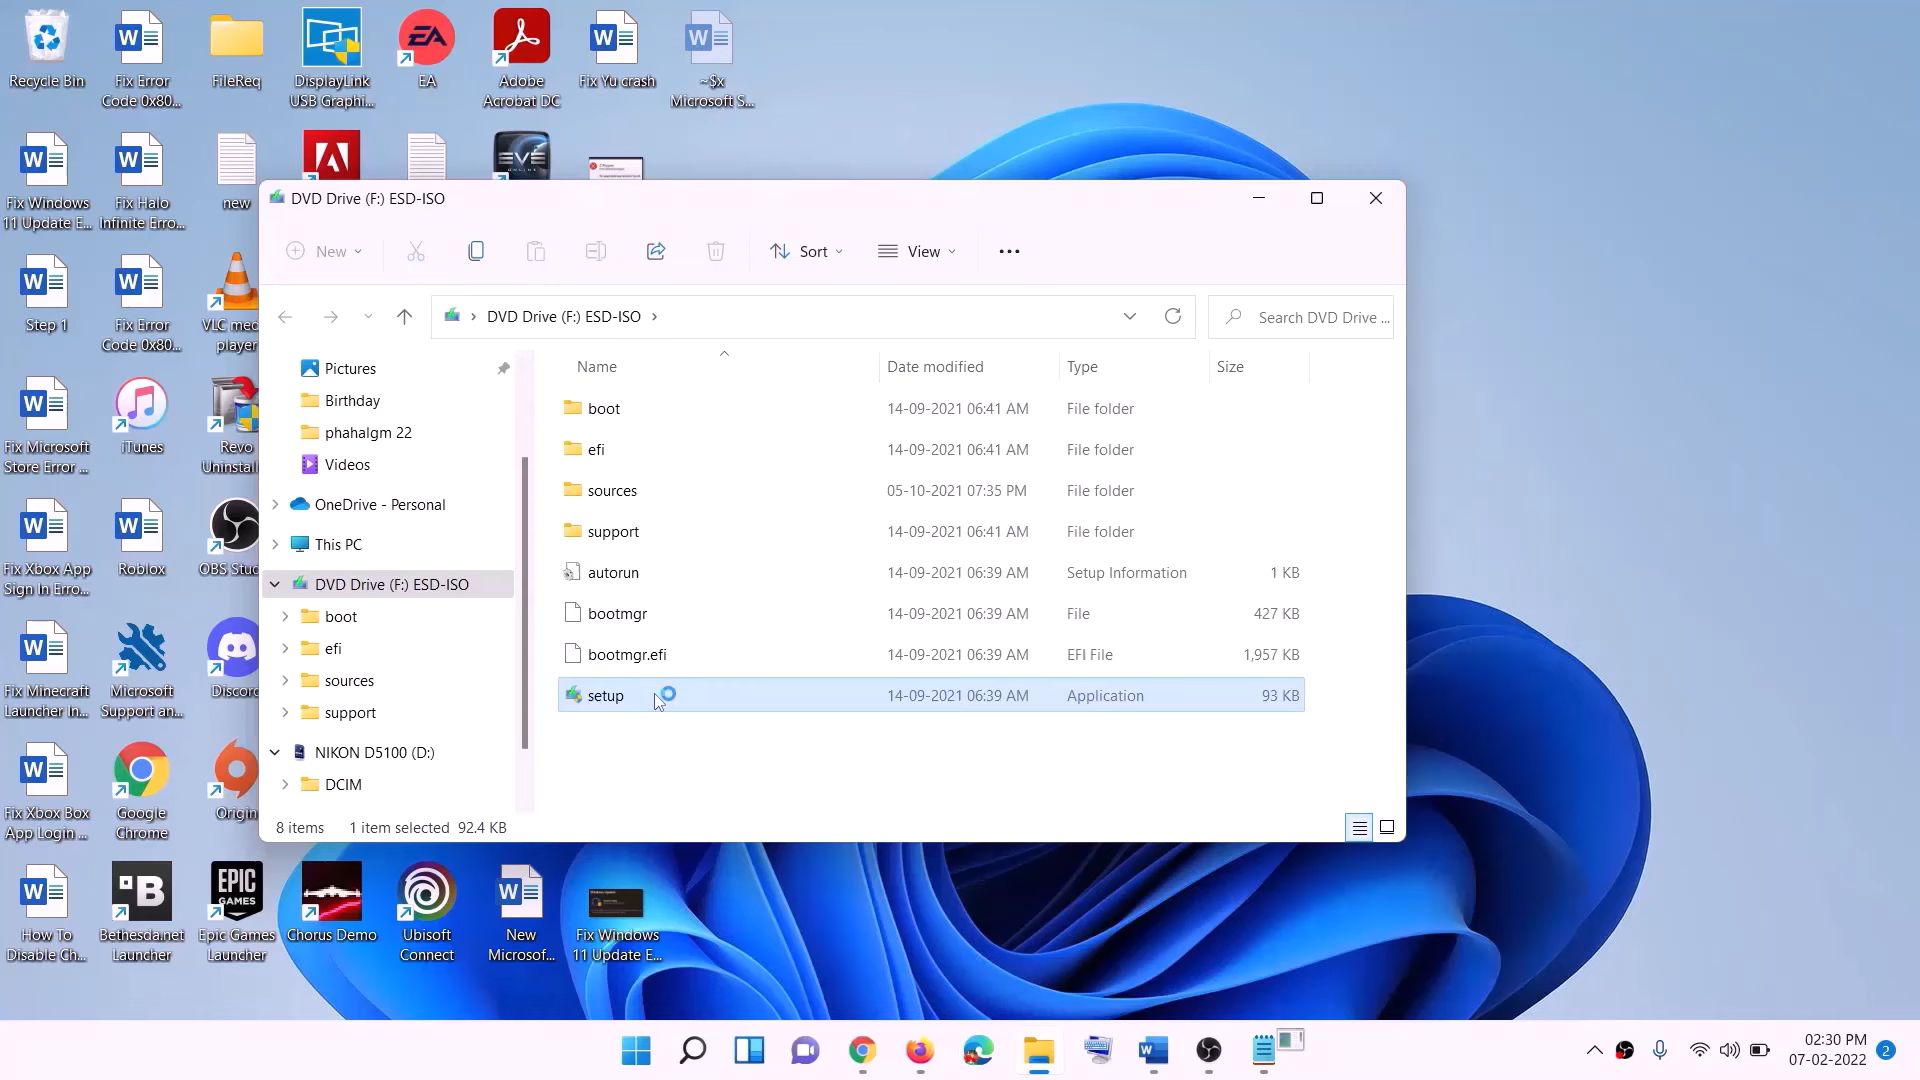 Recycle Bin
Fix Error
Code 0x80...
FileReq
DisplayLink
USB Graphi...
EA
EA
Adobe
Acrobat DC
Fix Yu crash
~$x
Microsoft S...
Fix Windows
11 Update E...
Fix Halo
Infinite Erro...
new
EVE
ONLINE
Step 1
Fix Error
Code 0x80...
VLC med
player
Fix Microsoft
Store Error ...
iTunes
Revo
Uninstall
Fix Xbox App
Sign In Erro...
Roblox
OBS Stud
Fix Minecraft
Launcher In...
Microsoft
Support an...
Discord
Fix Xbox Box
App Login ...
Google
Chrome
Origin
How To
Disable Ch...
B
Bethesda.net
Launcher
EPIC
GAMES
Epic Games
Launcher
Chorus Demo
Ubisoft
Connect
New
Microsof...
Fix Windows
11 Update E...
DVD Drive (F:) ESD-ISO
New
Sort
View
DVD Drive (F:) ESD-ISO
Search DVD Drive ...
Pictures
Birthday
phahalgm 22
Videos
OneDrive - Personal
This PC
DVD Drive (F:) ESD-ISO
boot
efi
sources
support
NIKON D5100 (D:)
DCIM
Name Date modified Type Size
boot 14-09-2021 06:41 AM File folder
efi 14-09-2021 06:41 AM File folder
sources 05-10-2021 07:35 PM File folder
support 14-09-2021 06:41 AM File folder
autorun 14-09-2021 06:39 AM Setup Information 1 KB
bootmgr 14-09-2021 06:39 AM File 427 KB
bootmgr.efi 14-09-2021 06:39 AM EFI File 1,957 KB
setup 14-09-2021 06:39 AM Application 93 KB
8 items 1 item selected 92.4 KB
02:30 PM
07-02-2022
2